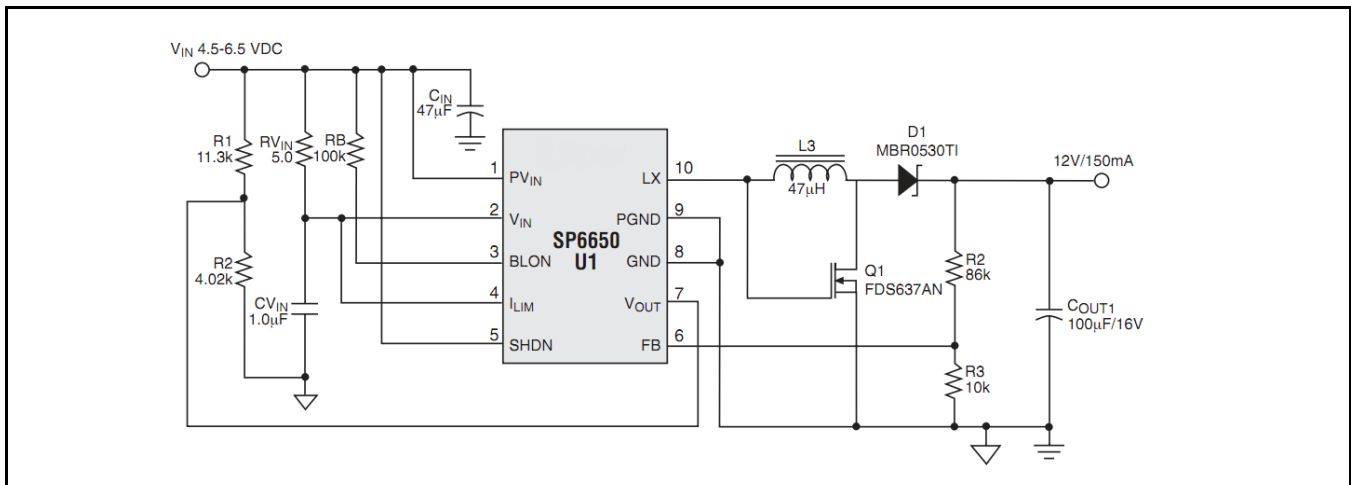 VIN 4.5-6.5 VDC
CIN
47µF
R1
11.3k
RVIN
5.0
RB
100k
R2
4.02k
CVIN
1.0µF
1
PVIN
2
VIN
3
BLON
4
ILIM
5
SHDN
SP6650
U1
10
LX
9
PGND
8
GND
7
VOUT
6
FB
L3
47µH
D1
MBR0530TI
12V/150mA
Q1
FDS637AN
R2
86k
COUT1
100µF/16V
R3
10k